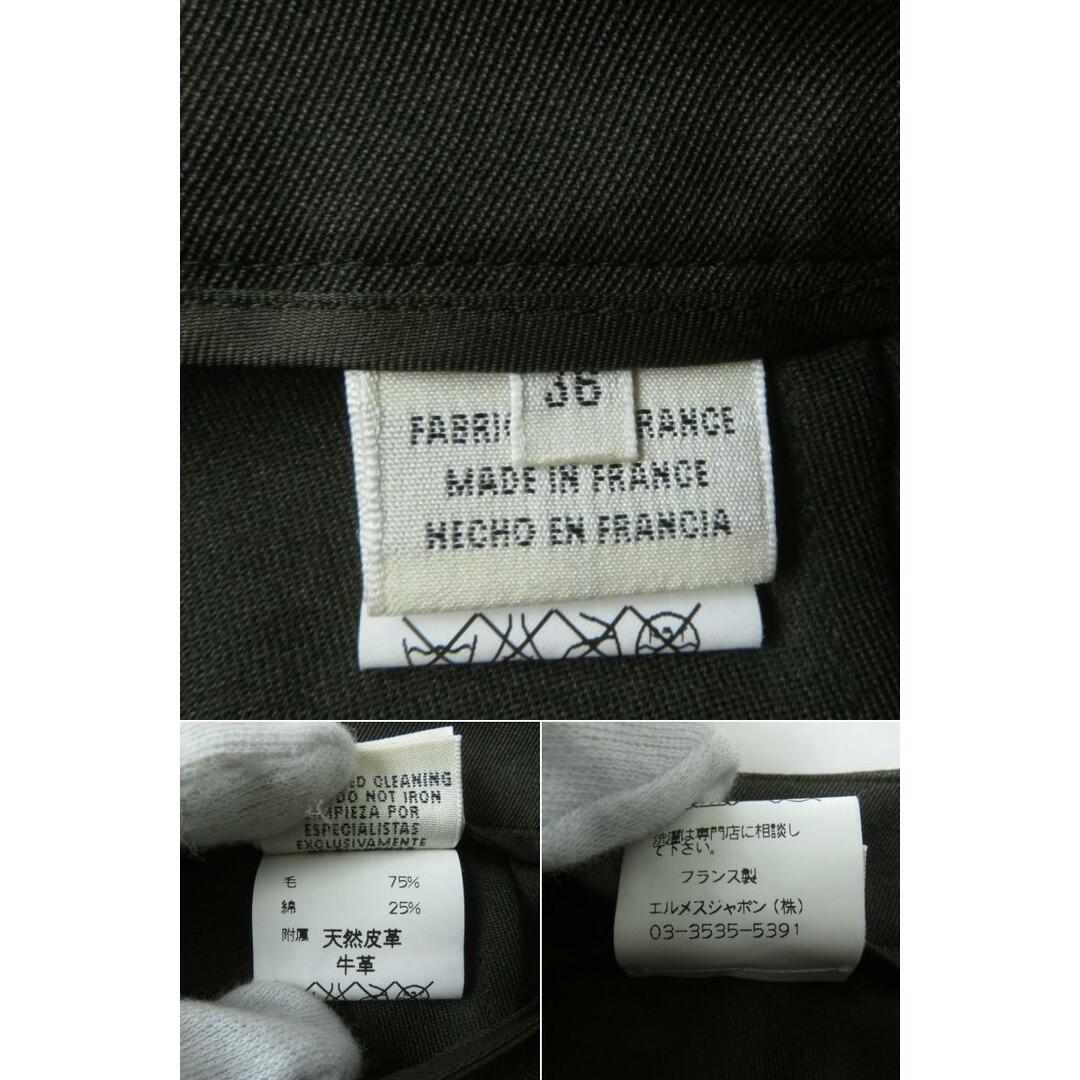 36
FABRI RANCE
MADE IN FRANCE
HECHO EN FRANCIA
ED CLEANING
DO NOT IRON
MPIEZA POR
ESPECIALISTAS
EXCLUSIVAMENTE
毛 75%
綿 25%
附属 天然皮革
牛革
洗濯は専門店に相談し
て下さい。
フランス製
エルメスジャポン(株)
03-3535-5391